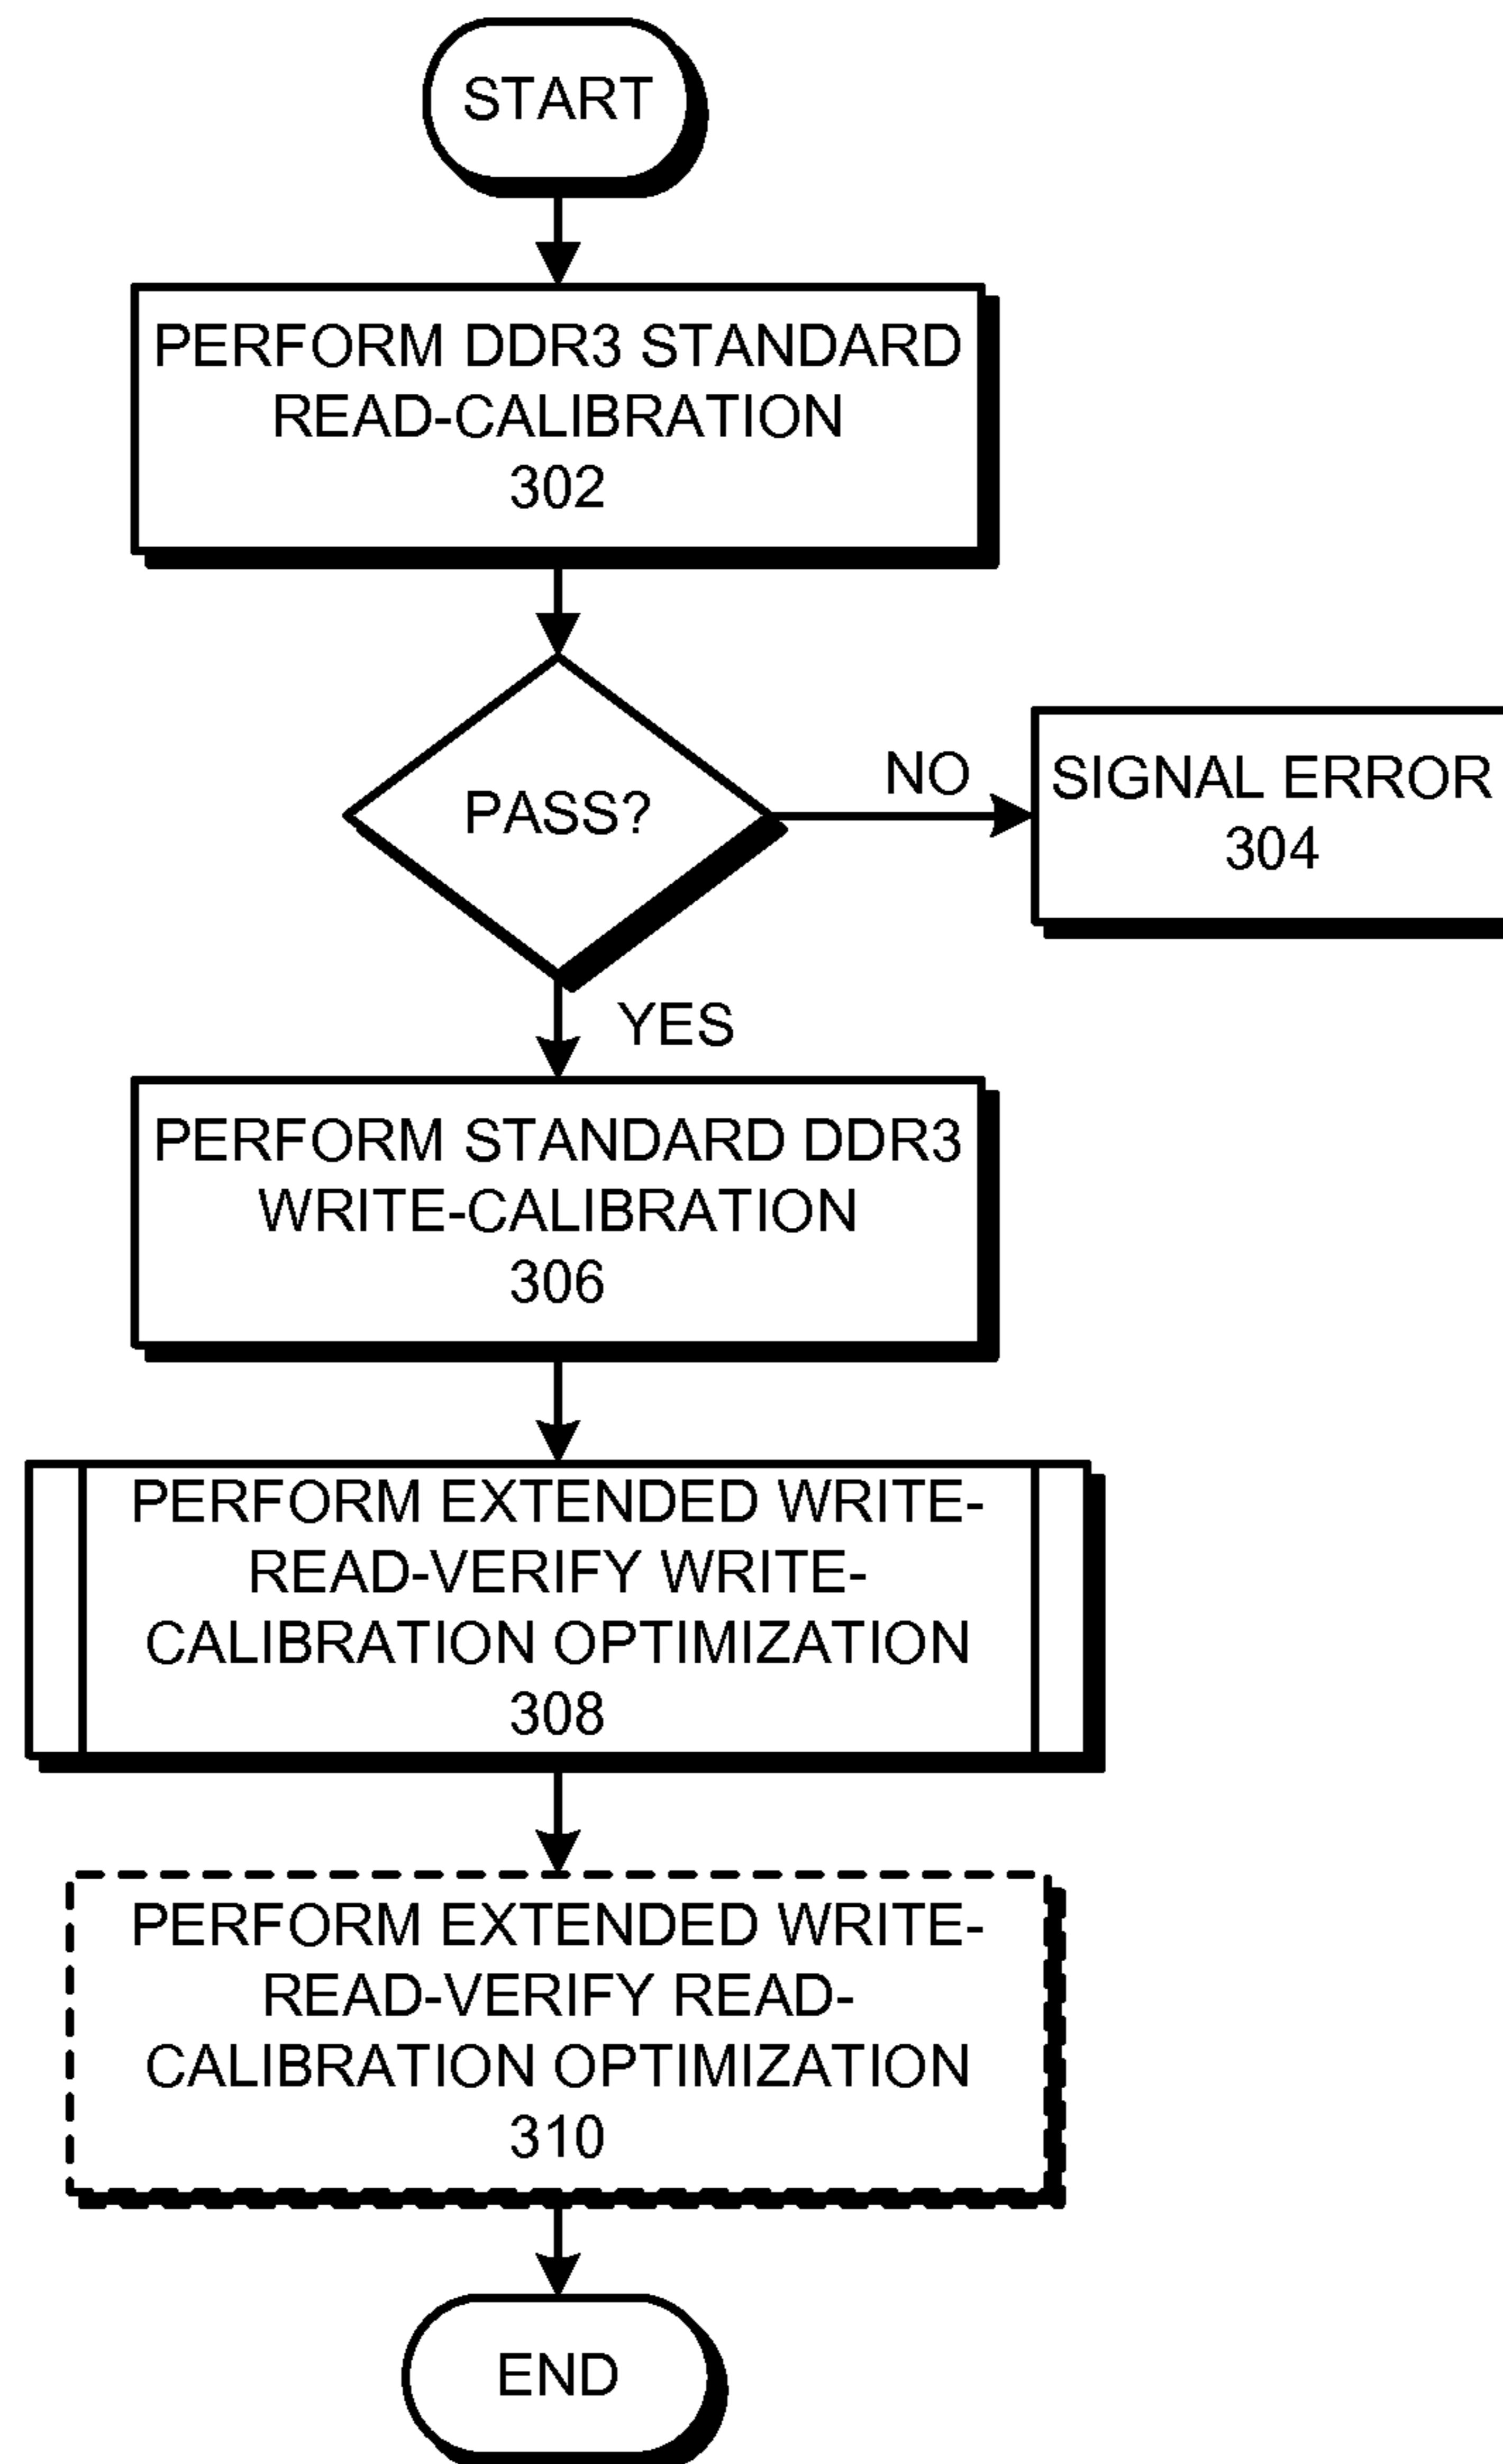 START
PERFORM DDR3 STANDARD
READ-CALIBRATION
302
PASS?
NO
SIGNAL ERROR
304
YES
PERFORM STANDARD DDR3
WRITE-CALIBRATION
306
PERFORM EXTENDED WRITE-
READ-VERIFY WRITE-
CALIBRATION OPTIMIZATION
308
PERFORM EXTENDED WRITE-
READ-VERIFY READ-
CALIBRATION OPTIMIZATION
310
END